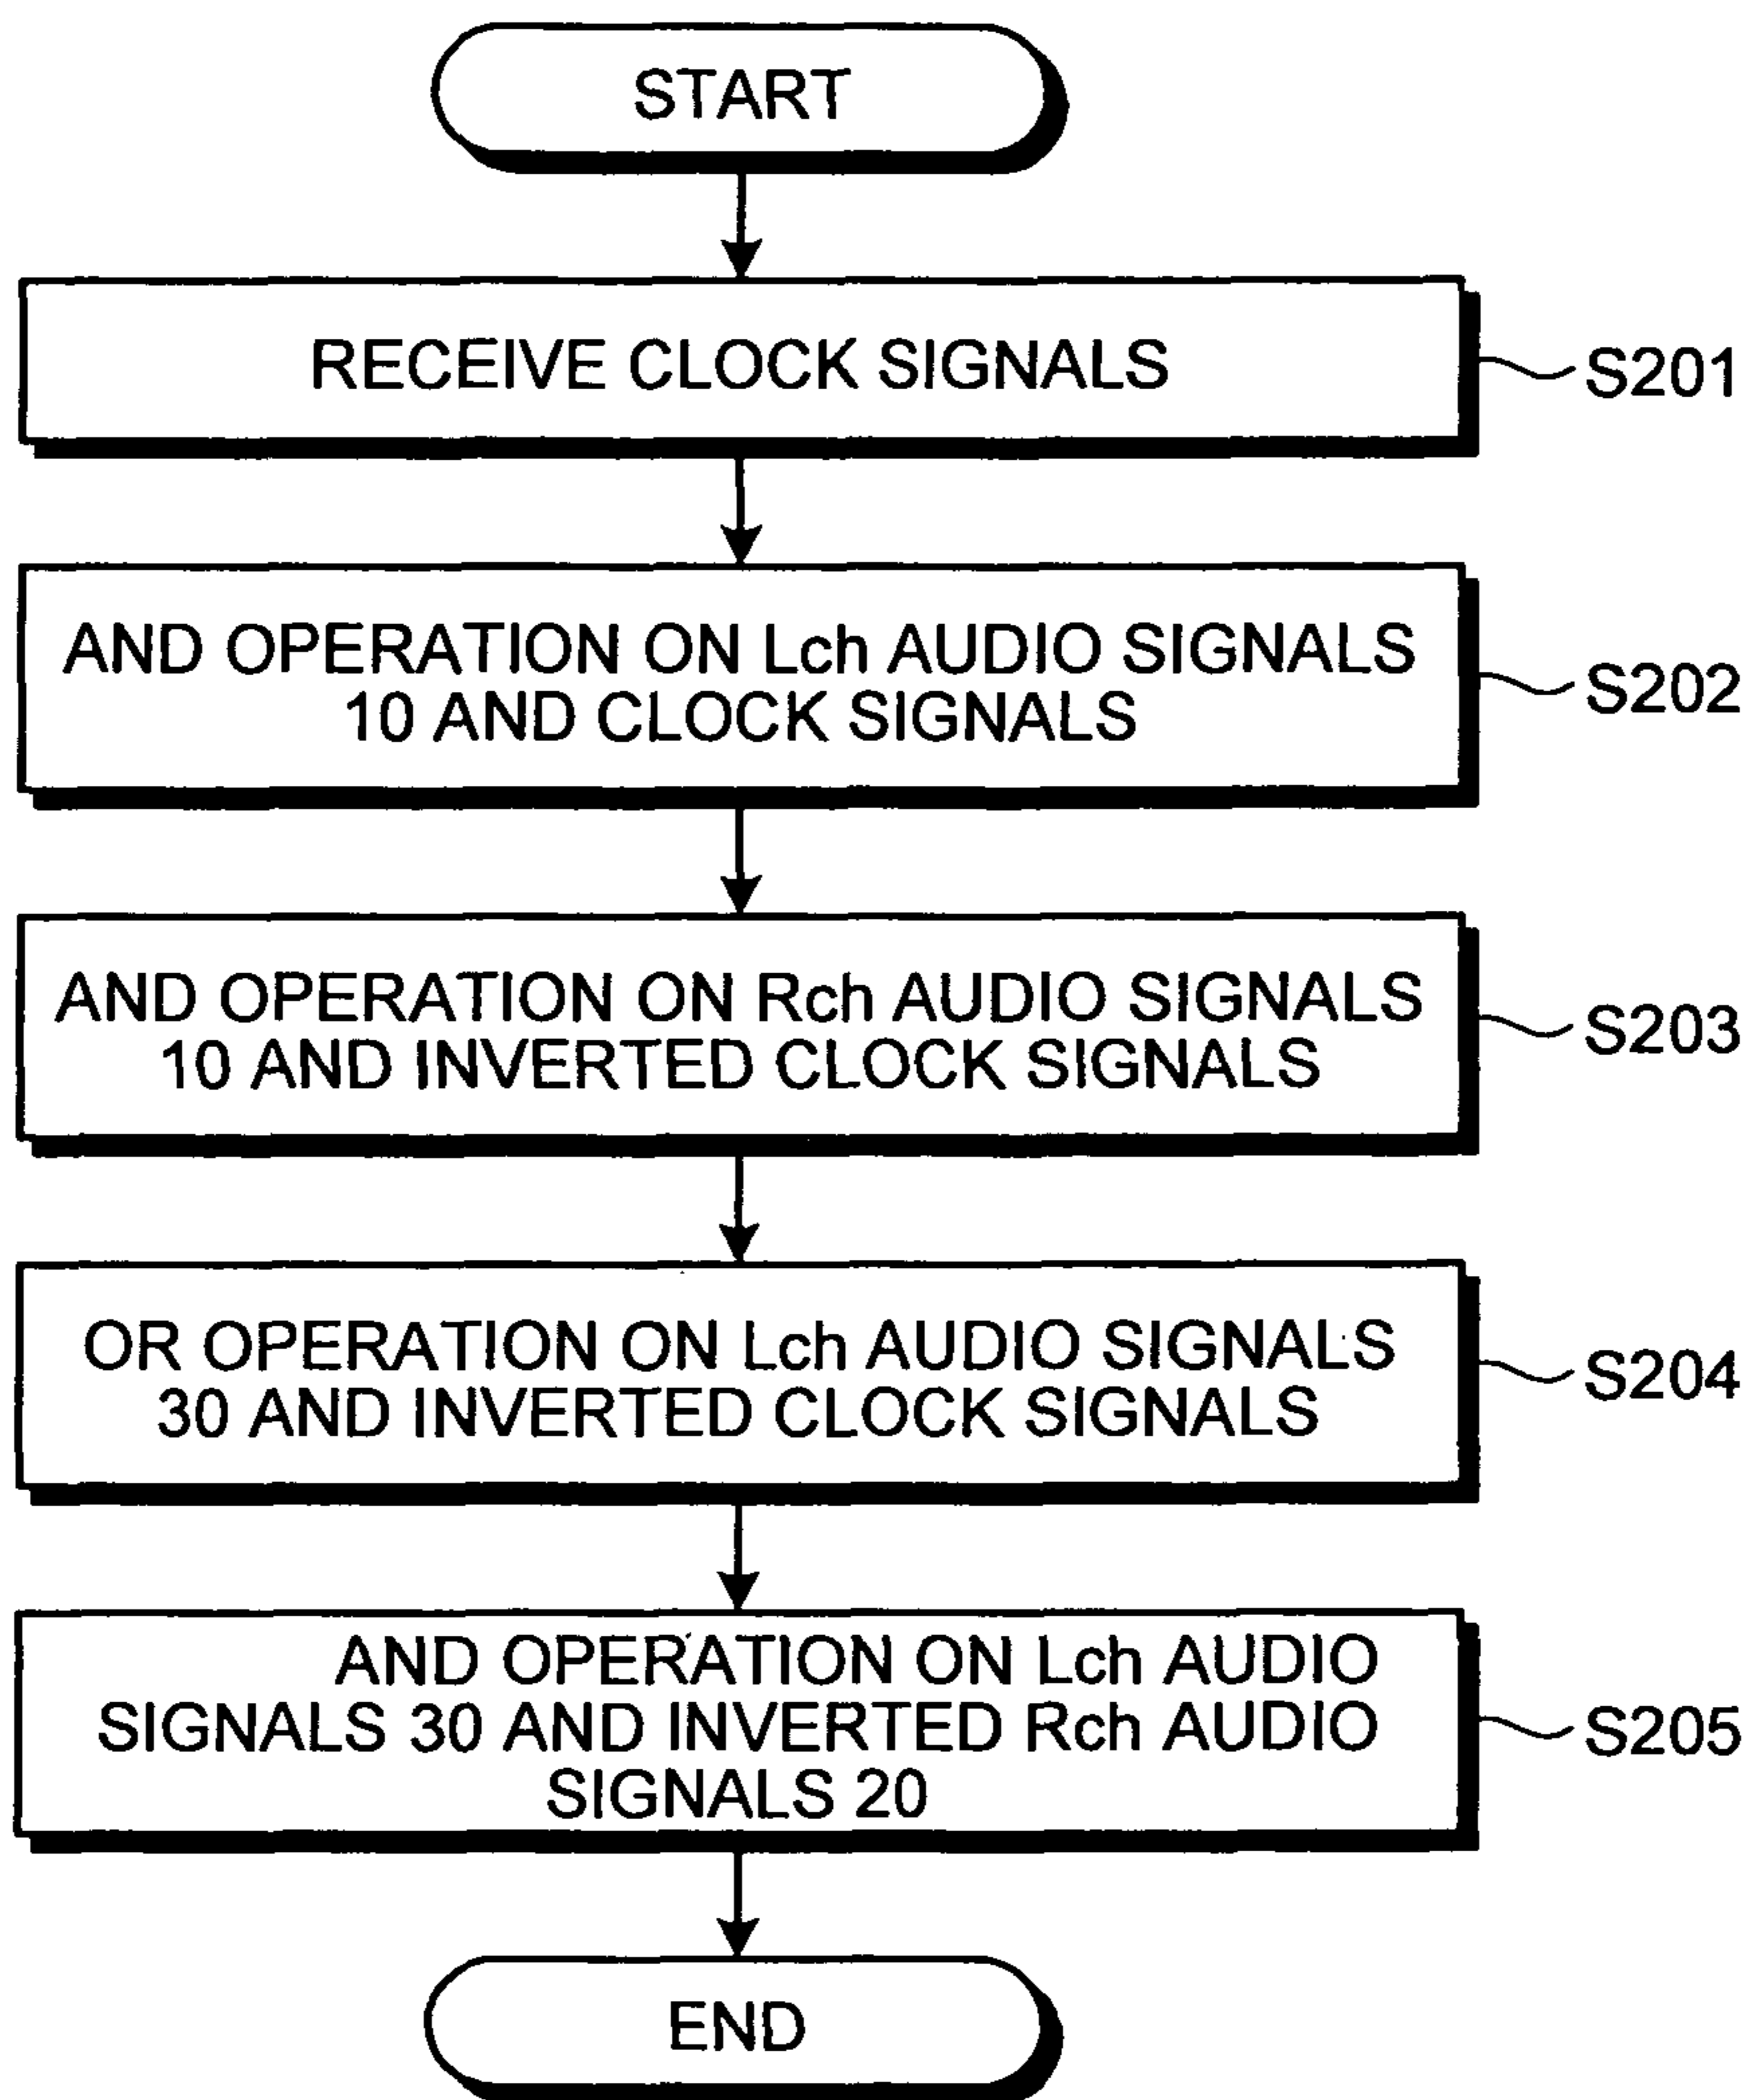 START
RECEIVE CLOCK SIGNALS
S201
AND OPERATION ON Lch AUDIO SIGNALS
10 AND CLOCK SIGNALS
S202
AND OPERATION ON Rch AUDIO SIGNALS
10 AND INVERTED CLOCK SIGNALS
S203
OR OPERATION ON Lch AUDIO SIGNALS
30 AND INVERTED CLOCK SIGNALS
S204
AND OPERATION ON Lch AUDIO
SIGNALS 30 AND INVERTED Rch AUDIO
SIGNALS 20
S205
END